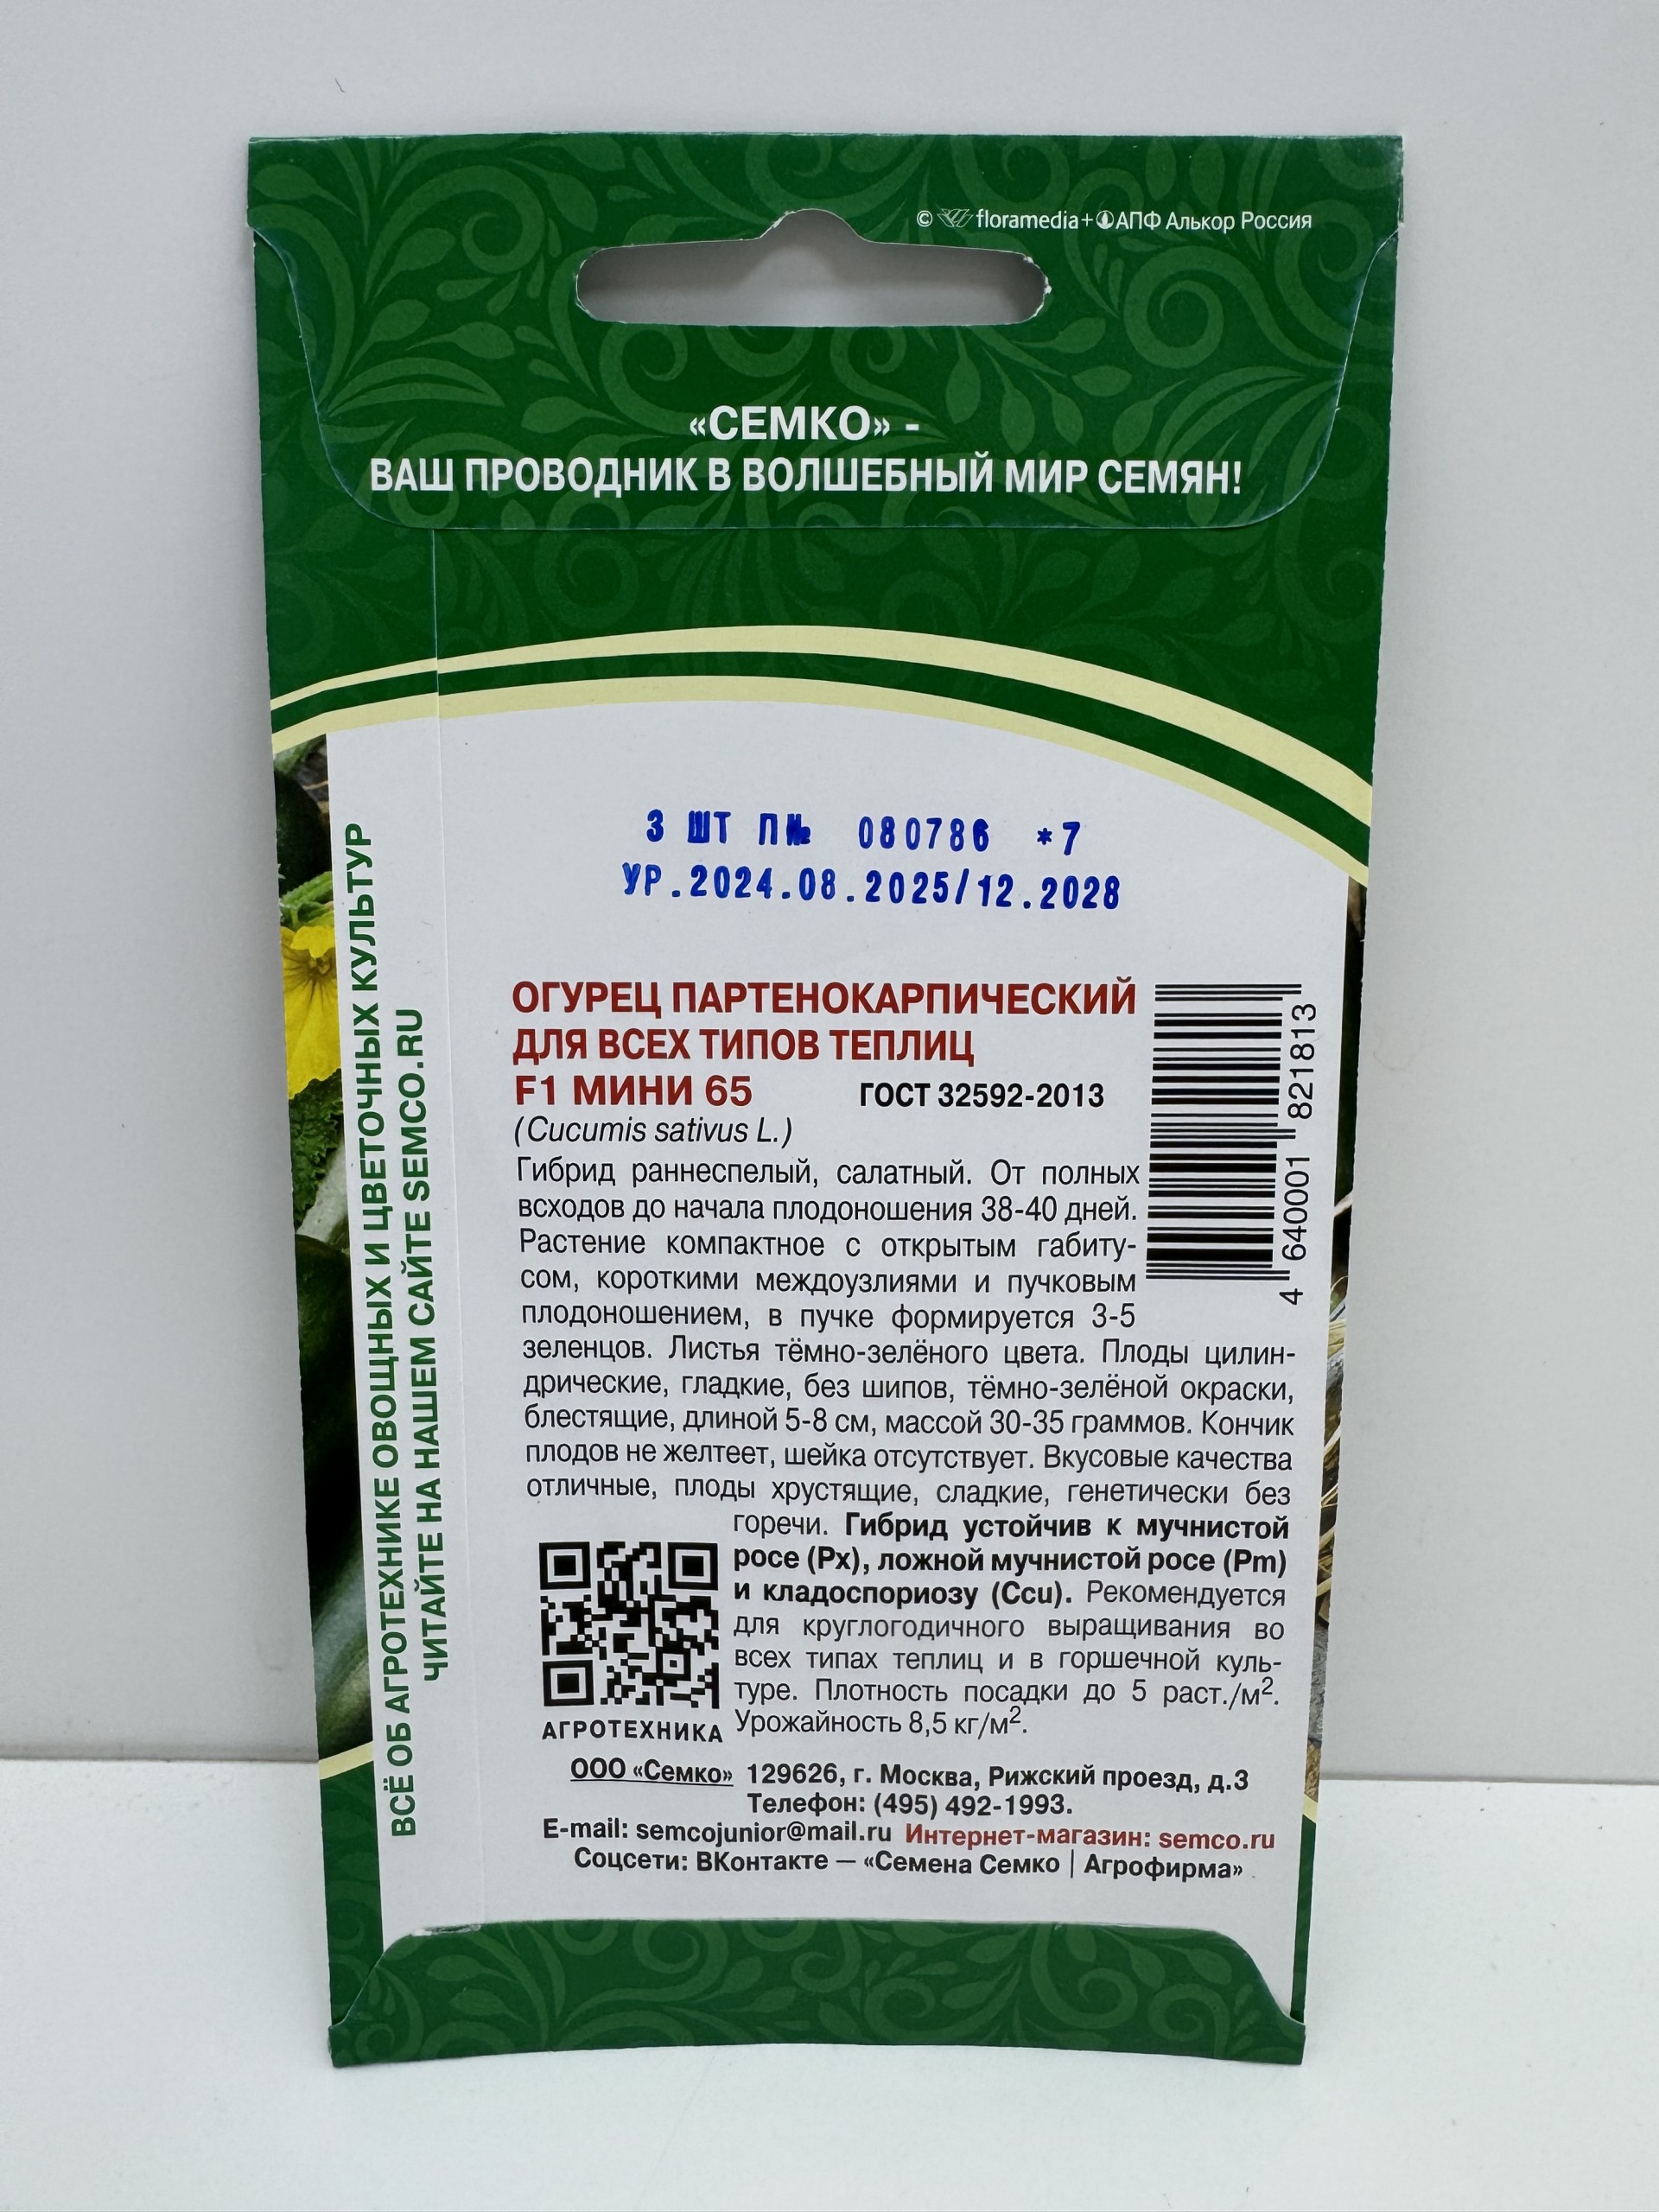 © floramedia+АПФ Алькор Россия
«СЕМКО» -
ВАШ ПРОВОДНИК В ВОЛШЕБНЫЙ МИР СЕМЯН!
3 ШТ П№ 080786 *7
УР.2024.08.2025/12.2028
ВСЁ ОБ АГРОТЕХНИКЕ ОВОЩНЫХ И ЦВЕТОЧНЫХ КУЛЬТУР
ЧИТАЙТЕ НА НАШЕМ САЙТЕ SEMCO.RU
ОГУРЕЦ ПАРТЕНОКАРПИЧЕСКИЙ
ДЛЯ ВСЕХ ТИПОВ ТЕПЛИЦ
F1 МИНИ 65 ГОСТ 32592-2013
(Cucumis sativus L.)
Гибрид раннеспелый, салатный. От полных
всходов до начала плодоношения 38-40 дней.
Растение компактное с открытым габиту-
сом, короткими междоузлиями и пучковым
плодоношением, в пучке формируется 3-5
зеленцов. Листья тёмно-зелёного цвета. Плоды цилин-
дрические, гладкие, без шипов, тёмно-зелёной окраски,
блестящие, длиной 5-8 см, массой 30-35 граммов. Кончик
плодов не желтеет, шейка отсутствует. Вкусовые качества
отличные, плоды хрустящие, сладкие, генетически без
горечи. Гибрид устойчив к мучнистой
росе (Px), ложной мучнистой росе (Pm)
и кладоспориозу (Ccu). Рекомендуется
для круглогодичного выращивания во
всех типах теплиц и в горшечной куль-
туре. Плотность посадки до 5 раст./м².
Урожайность 8,5 кг/м².
4 640001 821813
АГРОТЕХНИКА
ООО «Семко» 129626, г. Москва, Рижский проезд, д.3
Телефон: (495) 492-1993.
E-mail: semcojunior@mail.ru Интернет-магазин: semco.ru
Соцсети: ВКонтакте — «Семена Семко | Агрофирма»